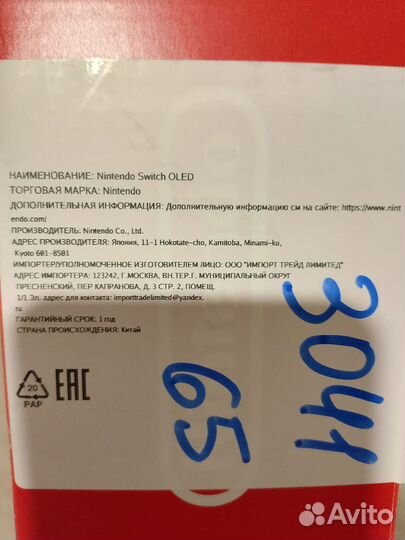 НАИМЕНОВАНИЕ: Nintendo Switch OLED
ТОРГОВАЯ МАРКА: Nintendo
ДОПОЛНИТЕЛЬНАЯ ИНФОРМАЦИЯ: Дополнительную информацию см на сайте: https://www.nint
endo.com/
ПРОИЗВОДИТЕЛЬ: Nintendo Co., Ltd.
АДРЕС ПРОИЗВОДИТЕЛЯ: Япония, 11-1 Hokotate-cho, Kamitoba, Minami-ku,
Kyoto 601-8501
ИМПОРТЕР/УПОЛНОМОЧЕННОЕ ИЗГОТОВИТЕЛЕМ ЛИЦО: ООО "ИМПОРТ ТРЕЙД ЛИМИТЕД"
АДРЕС ИМПОРТЕРА: 123242, Г.МОСКВА, ВН.ТЕР.Г. МУНИЦИПАЛЬНЫЙ ОКРУГ
ПРЕСНЕНСКИЙ, ПЕР КАПРАНОВА, Д. 3 СТР. 2, ПОМЕЩ.
1/1 Эл. адрес для контакта: importtradelimited@yandex.
ru
ГАРАНТИЙНЫЙ СРОК: 1 год
СТРАНА ПРОИСХОЖДЕНИЯ: Китай
20
PAP
EAC
3041
65
Avito